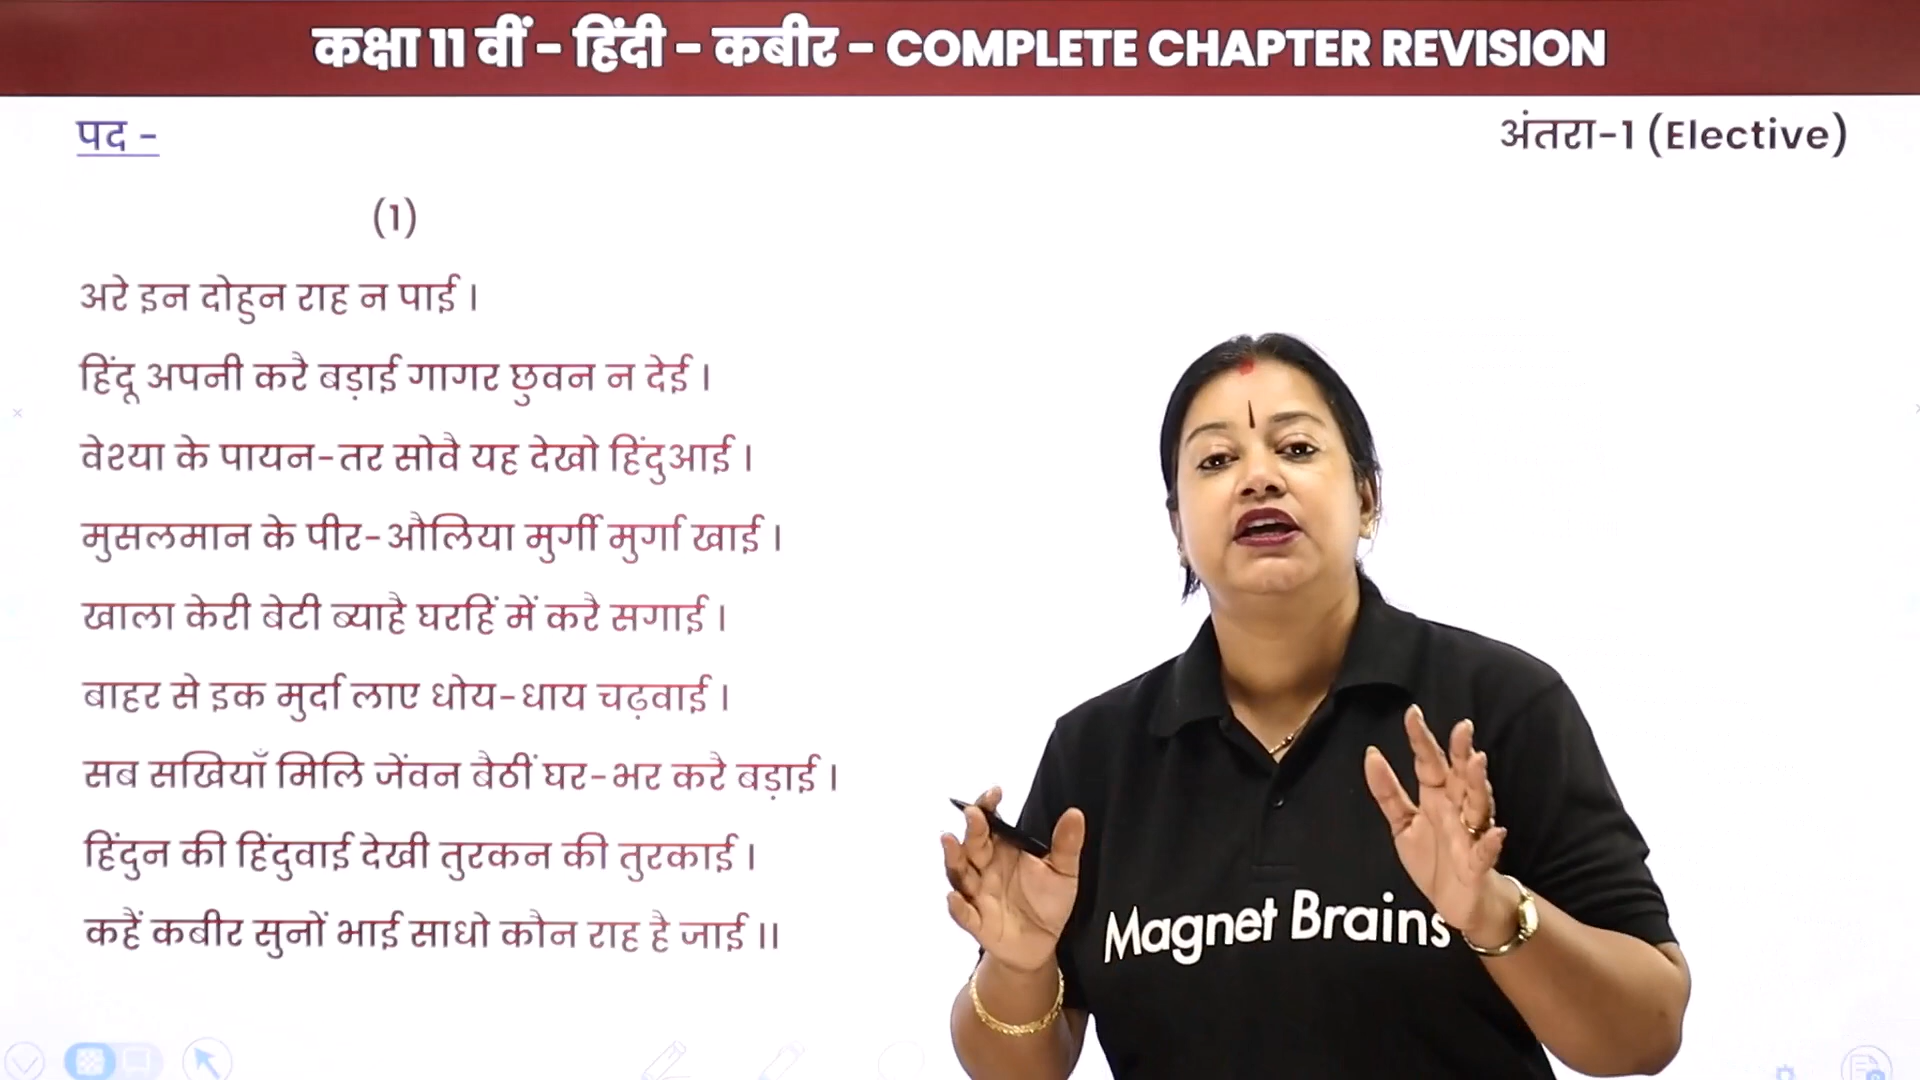 कक्षा 11 वीं - हिंदी - कबीर - COMPLETE CHAPTER REVISION
पद -
अंतरा-1 (Elective)
(1)
अरे इन दोहुन राह न पाई ।
हिंदू अपनी करै बड़ाई गागर छुवन न देई ।
वेश्या के पायन-तर सोवै यह देखो हिंदुआई ।
मुसलमान के पीर-औलिया मुर्गी मुर्गा खाई ।
खाला केरी बेटी ब्याहै घरहिं में करै सगाई ।
बाहर से इक मुर्दा लाए धोय-धाय चढ़वाई ।
सब सखियाँ मिलि जेंवन बैठीं घर-भर करै बड़ाई ।
हिंदुन की हिंदुवाई देखी तुरकन की तुरकाई ।
कहैं कबीर सुनों भाई साधो कौन राह है जाई ।।
Magnet Brains